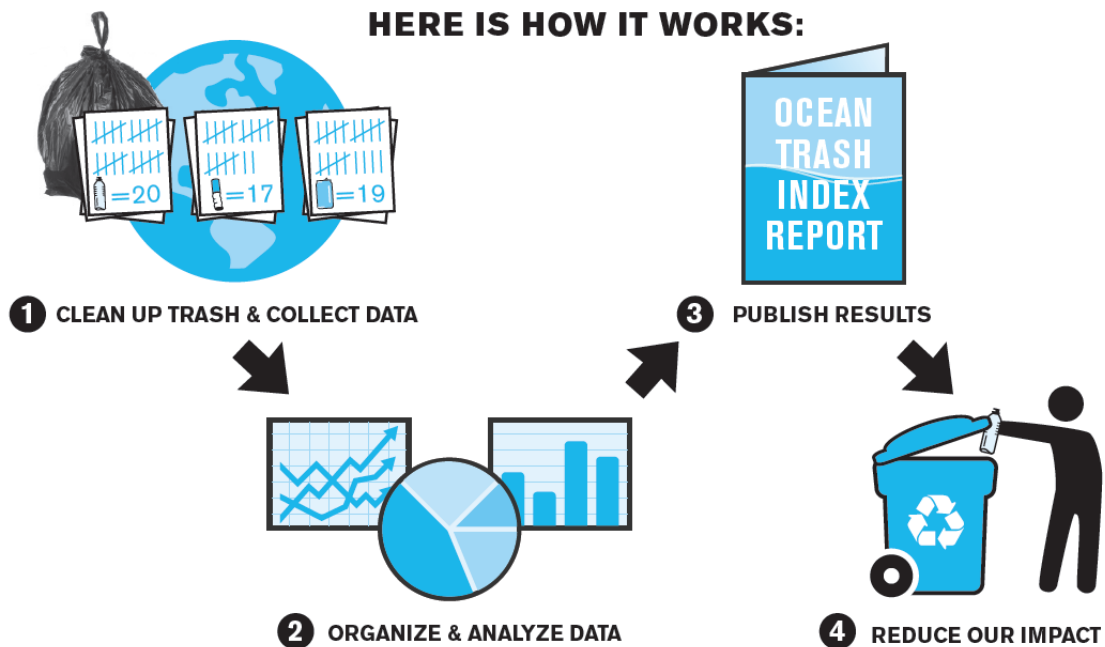 HERE IS HOW IT WORKS:
=20
=17
=19
1 CLEAN UP TRASH & COLLECT DATA
2 ORGANIZE & ANALYZE DATA
OCEAN
TRASH
INDEX
REPORT
3 PUBLISH RESULTS
4 REDUCE OUR IMPACT